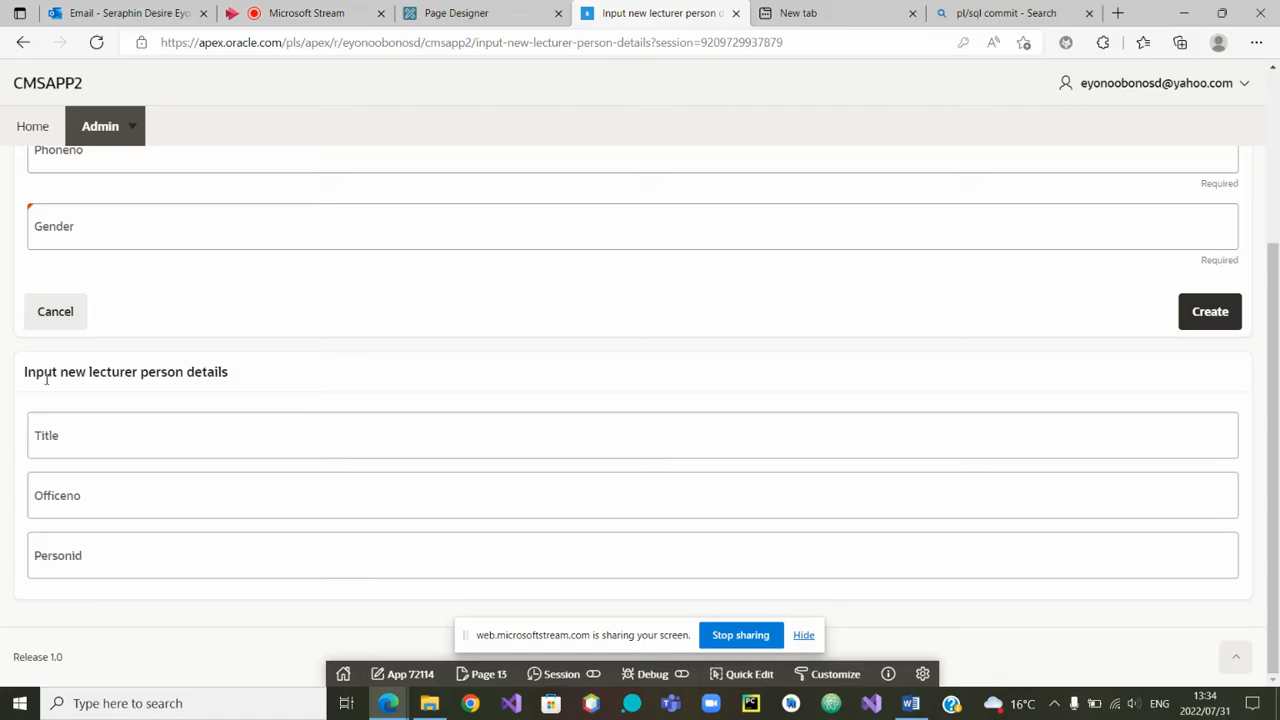 Email - Seraphin Desire Eyo
Microsoft Stream
Page Designer
Input new lecturer person d
New tab
pl/sql commit - Search
https://apex.oracle.com/pls/apex/r/eyonoobonosd/cmsapp2/input-new-lecturer-person-details?session=9209729937879
CMSAPP2
eyonoobonosd@yahoo.com
Home
Admin
Phoneno
Required
Gender
Required
Cancel
Create
Input new lecturer person details
Title
Officeno
Personid
web.microsoftstream.com is sharing your screen.
Stop sharing
Hide
Release 1.0
App 72114
Page 13
Session
Debug
Quick Edit
Customize
Type here to search
16°C
ENG
13:34
2022/07/31